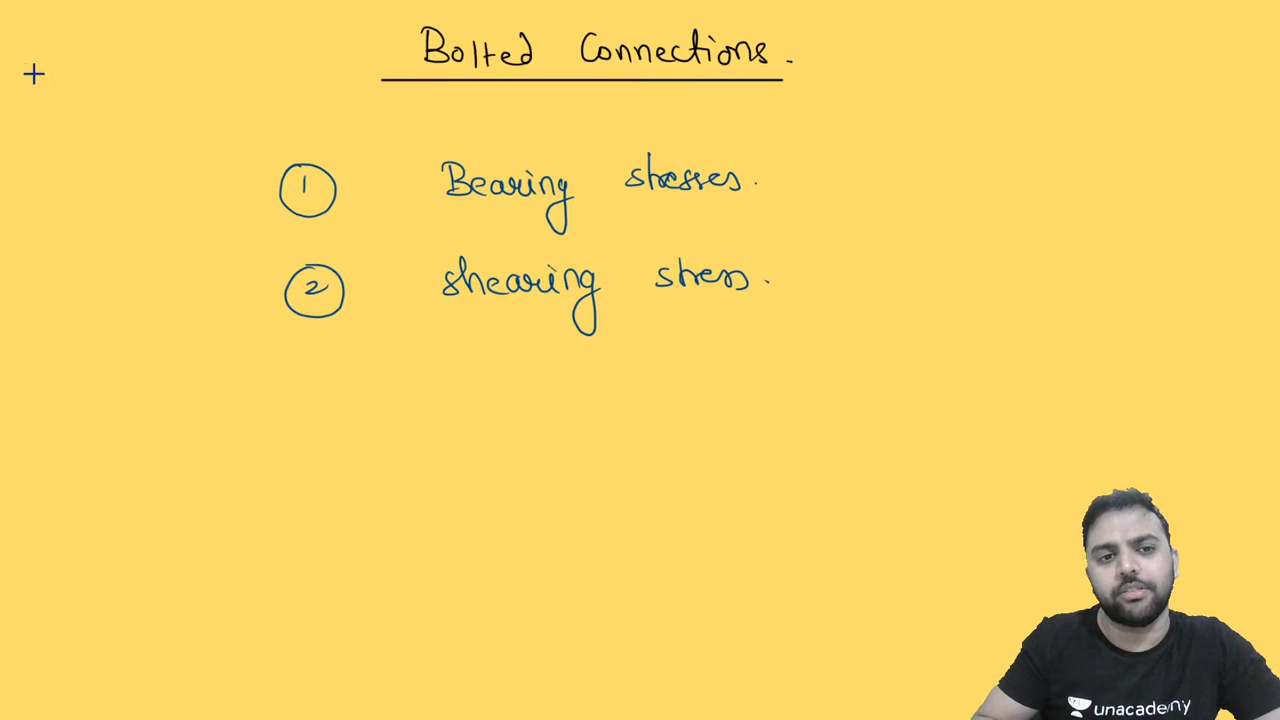 Bolted Connections.
1 Bearing stresses.
2 shearing stress.
unacademy